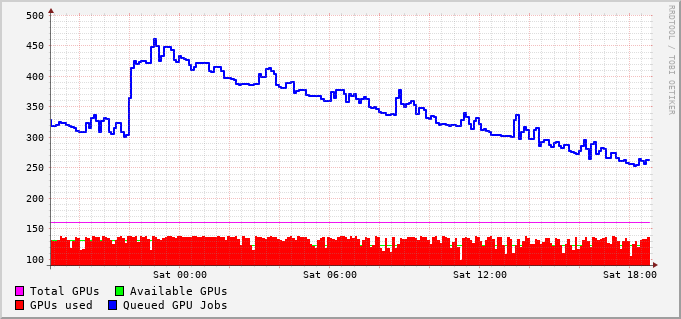 500
450
400
350
300
250
200
150
100
Sat 00:00 Sat 06:00 Sat 12:00 Sat 18:00
Total GPUs Available GPUs
GPUs used Queued GPU Jobs
RRDTOOL / TOBI OETIKER